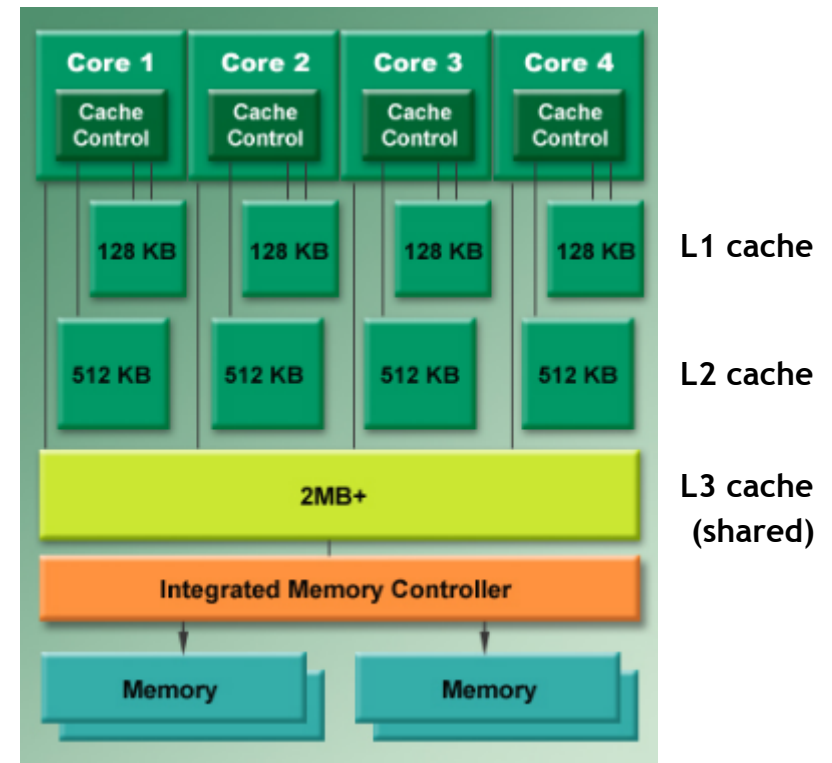 Core 1 Core 2 Core 3 Core 4
Cache Cache Cache Cache
Control Control Control Control
128 KB 128 KB 128 KB 128 KB L1 cache
512 KB 512 KB 512 KB 512 KB L2 cache
2MB+ L3 cache
(shared)
Integrated Memory Controller
Memory Memory